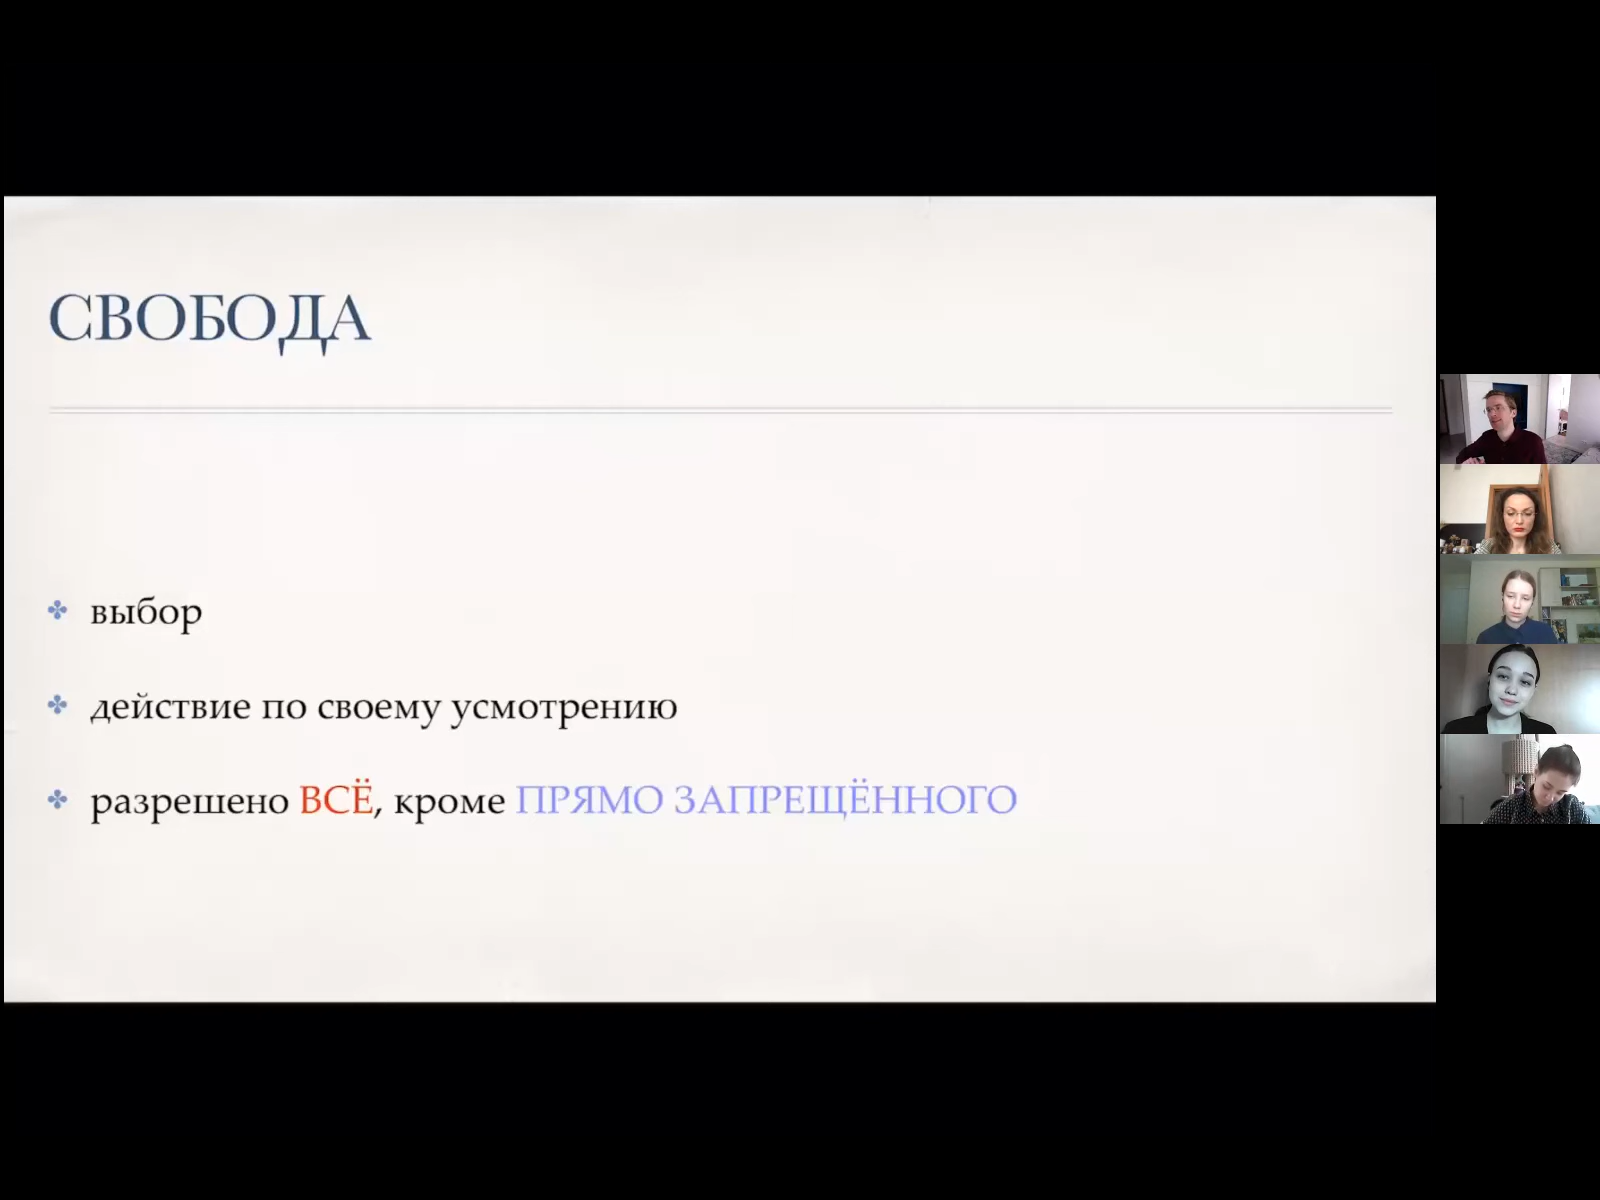 СВОБОДА
выбор
действие по своему усмотрению
разрешено ВСЁ, кроме ПРЯМО ЗАПРЕЩЁННОГО